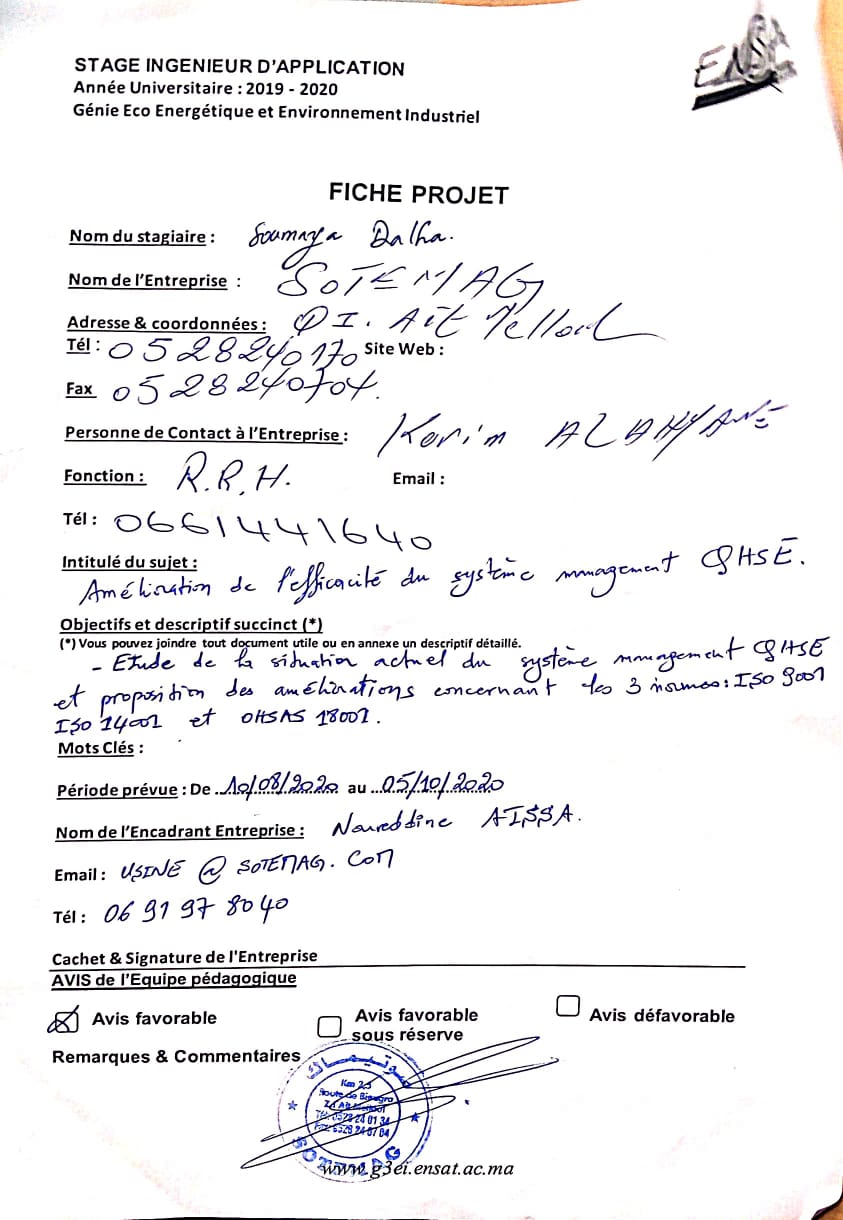 ENSA
STAGE INGENIEUR D'APPLICATION
Année Universitaire : 2019 - 2020
Génie Eco Energétique et Environnement Industriel
FICHE PROJET
Nom du stagiaire : Soumaya Dalha.
Nom de l'Entreprise : SOTEMAG
Adresse & coordonnées : QI. Ait Melloul
Tél : 0528240170 Site Web :
Fax 0528240704.
Personne de Contact à l'Entreprise : Karim
Fonction : R.R.H. Email :
Tél : 0661441640
Intitulé du sujet :
Amélioration de l'efficacité du système management QHSE.
Objectifs et descriptif succinct (*)
(*) Vous pouvez joindre tout document utile ou en annexe un descriptif détaillé.
- Etude de la situation actuel du système management QHSE
et proposition des améliorations concernant les 3 normes : ISO 9001
ISO 14001 et OHSAS 18001.
Mots Clés :
Période prévue : De ..10/08/2020 au ...05/10/2020
Nom de l'Encadrant Entreprise : Noureddine AISSA.
Email : USINE @ SOTEMAG. COM
Tél : 06 91 97 80 40
Cachet & Signature de l'Entreprise
AVIS de l'Equipe pédagogique
Avis favorable Avis favorable Avis défavorable
sous réserve
Remarques & Commentaires
سوتيماك
Km 2.5
Route de Biougra
Z.I Ait Melloul
Tél: 0528 24 01 34
Fax: 0528 24 07 04
SOTEMAG
www.g3ei.ensat.ac.ma